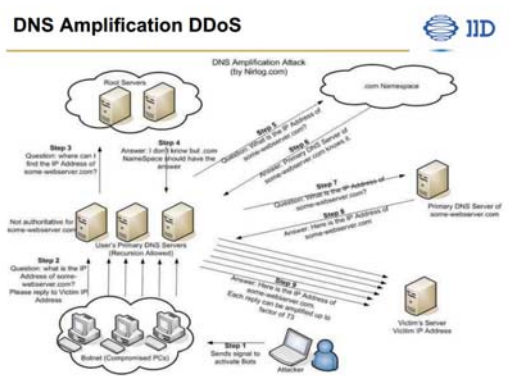 DNS Amplification DDoS
IID
DNS Amplification Attack
(by Nirlog.com)
Root Servers
.com Namespace
Step 3
Question: where can I
find the IP Address of
some-webserver.com?
Step 4
Answer: I don't know but .com
NameSpace should have the
answer
Step 5
Question: What is the IP Address of
some-webserver.com?
Step 6
Answer: Primary DNS Server of
some-webserver.com knows it.
Step 7
Question: What is the IP Address of
some-webserver.com?
Step 8
Answer: Here is the IP Address of
some-webserver.com
Primary DNS Server of
some-webserver.com
Not authoritative for
some-webserver.com
User's Primary DNS Servers
(Recursion Allowed)
Step 2
Question: what is the IP
Address of some-
webserver.com?
Please reply to Victim IP
Address
Step 9
Answer: Here is the IP Address of
some-webserver.com.
Each reply can be amplified up to
factor of 73
Victim's Server
Victim IP Address
Botnet (Compromised PCs)
Step 1
Sends signal to
activate Bots
Attacker